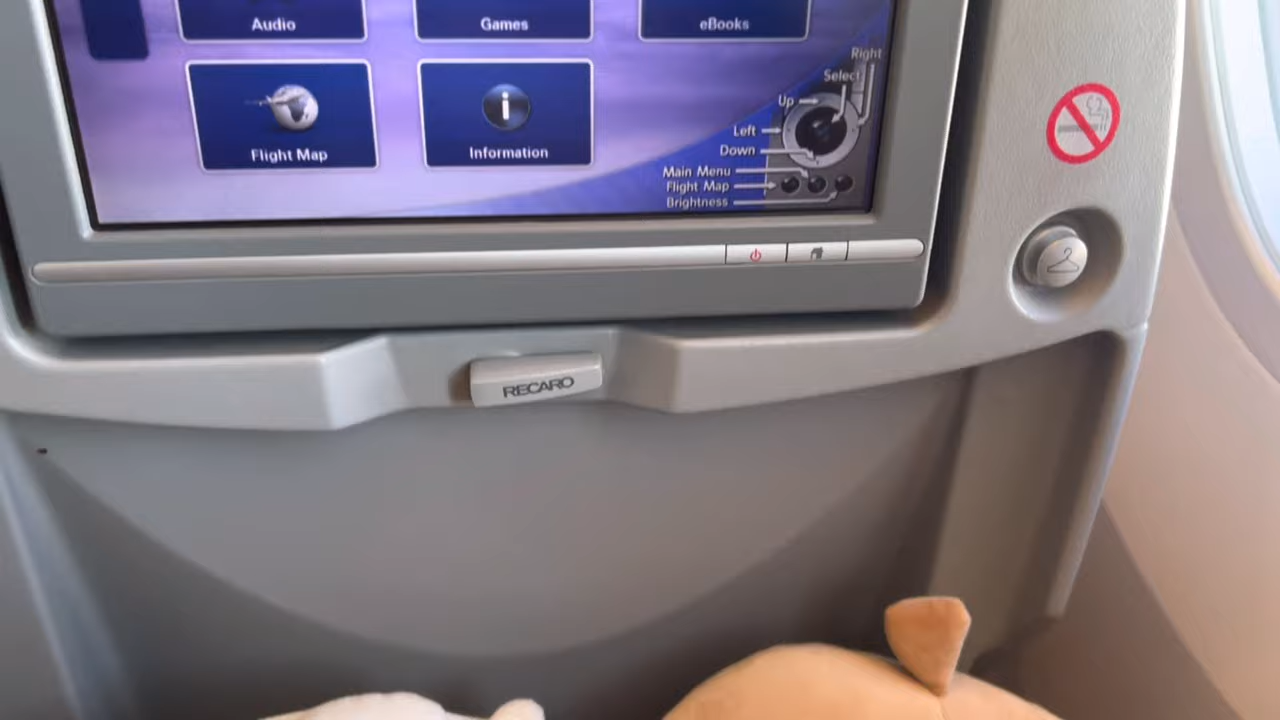 Audio
Games
eBooks
Flight Map
Information
Right
Select
Up
Left
Down
Main Menu
Flight Map
Brightness
RECARO